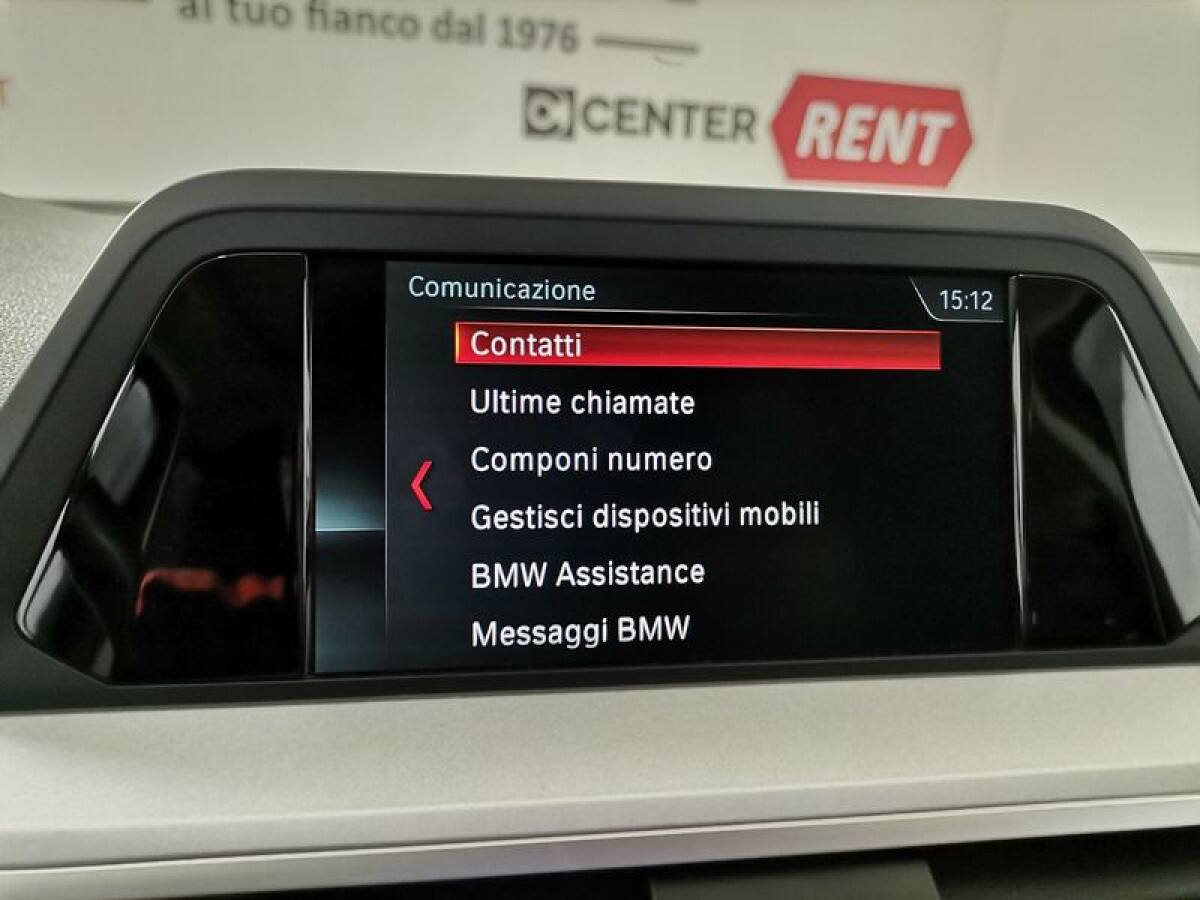 al tuo fianco dal 1976
CENTER RENT
Comunicazione
15:12
Contatti
Ultime chiamate
Componi numero
Gestisci dispositivi mobili
BMW Assistance
Messaggi BMW